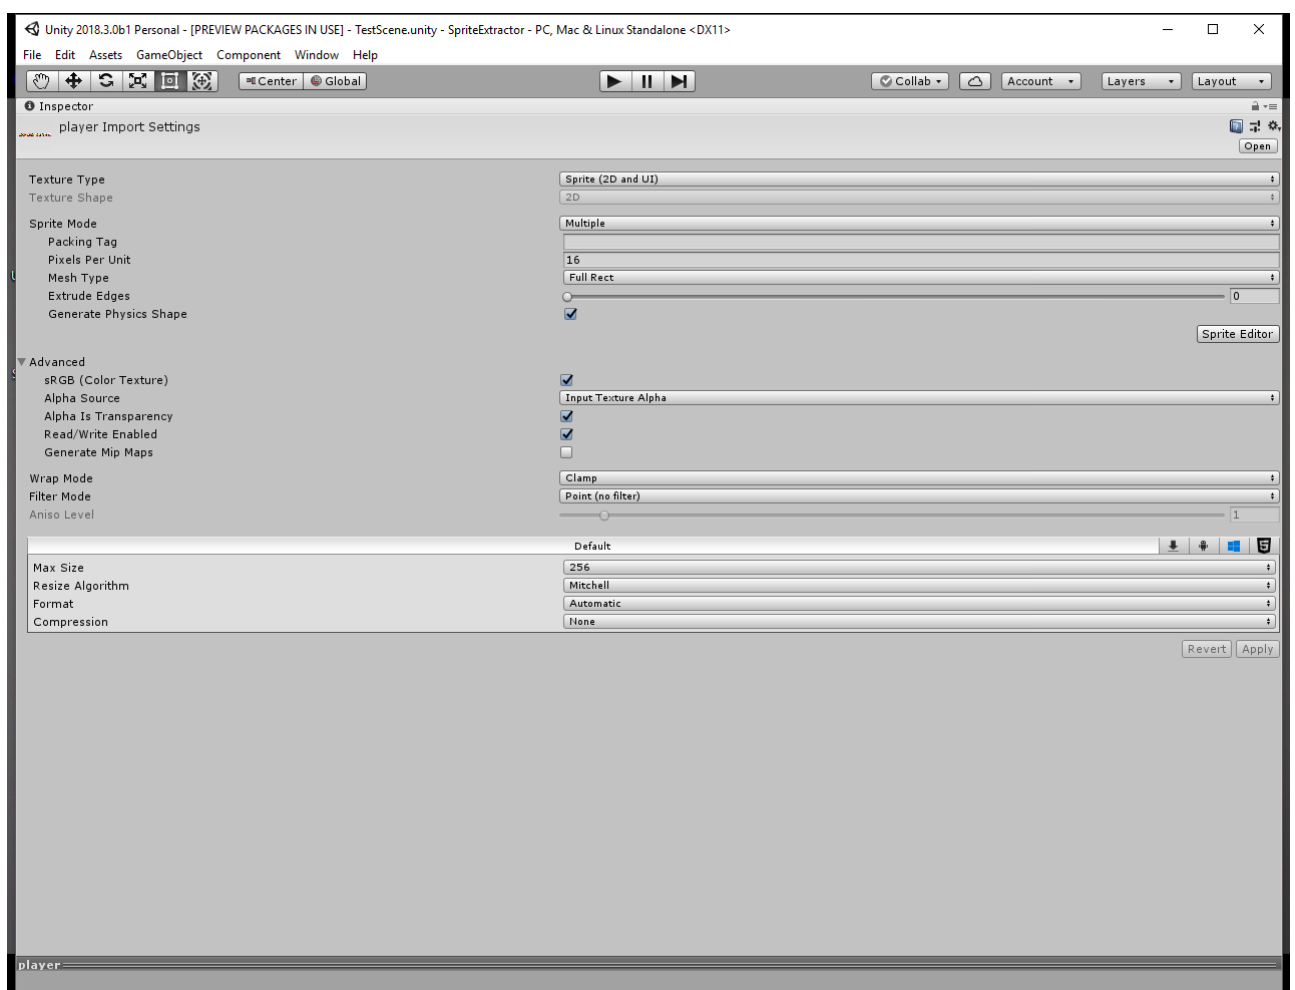 Unity 2018.3.0b1 Personal - [PREVIEW PACKAGES IN USE] - TestScene.unity - SpriteExtractor - PC, Mac & Linux Standalone <DX11>
File Edit Assets GameObject Component Window Help
Center Global Collab Account Layers Layout
Inspector
player Import Settings
Open
Texture Type Sprite (2D and UI)
Texture Shape 2D
Sprite Mode Multiple
Packing Tag
Pixels Per Unit 16
Mesh Type Full Rect
Extrude Edges 0
Generate Physics Shape
Sprite Editor
Advanced
sRGB (Color Texture)
Alpha Source Input Texture Alpha
Alpha Is Transparency
Read/Write Enabled
Generate Mip Maps
Wrap Mode Clamp
Filter Mode Point (no filter)
Aniso Level 1
Default
Max Size 256
Resize Algorithm Mitchell
Format Automatic
Compression None
Revert Apply
player